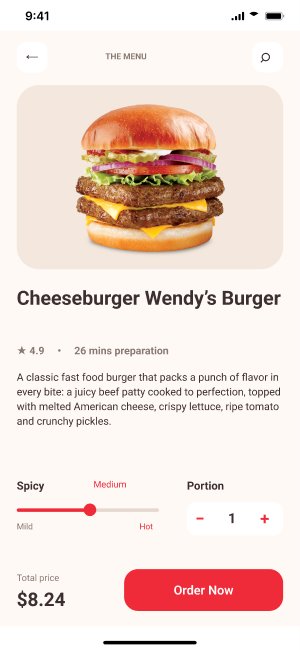 9:41
THE MENU
Cheeseburger Wendy’s Burger
★ 4.9 • 26 mins preparation
A classic fast food burger that packs a punch of flavor in
every bite: a juicy beef patty cooked to perfection, topped
with melted American cheese, crispy lettuce, ripe tomato
and crunchy pickles.
Spicy Medium Portion
− 1 +
Mild Hot
Total price
$8.24
Order Now